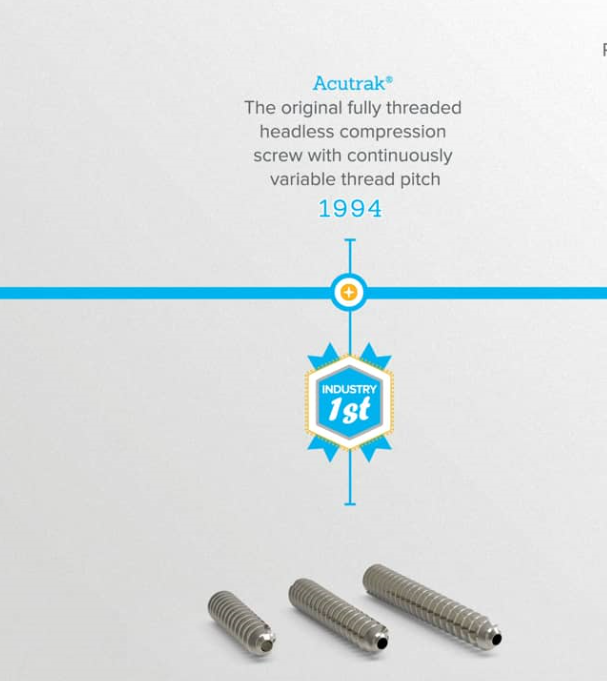 Acutrak®
The original fully threaded
headless compression
screw with continuously
variable thread pitch
1994
INDUSTRY
1st